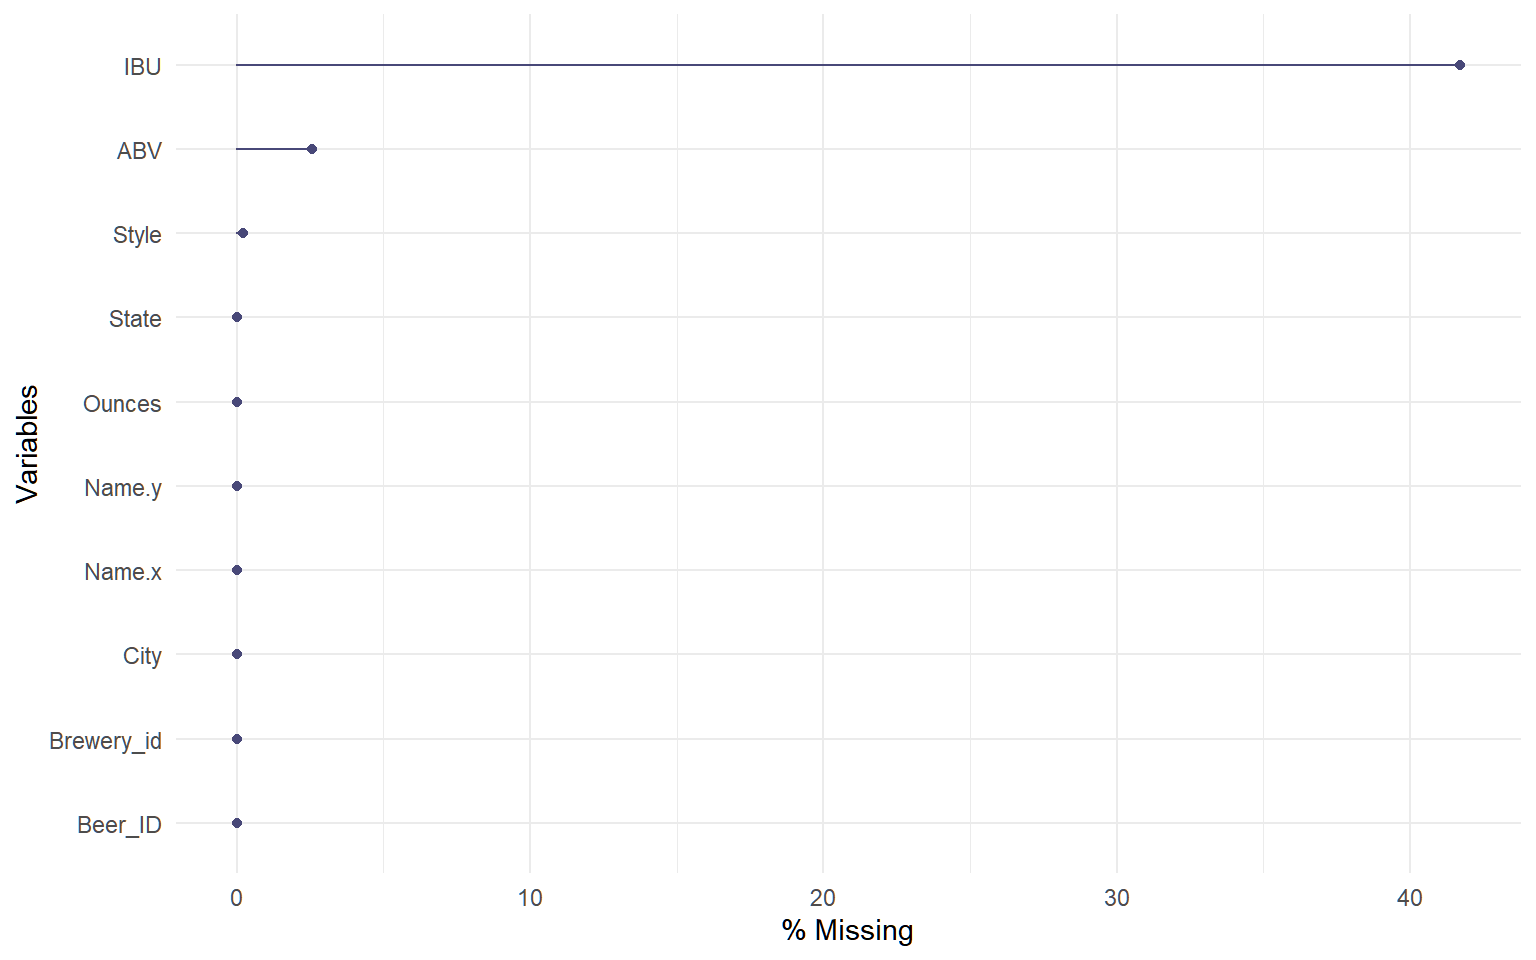 IBU
ABV
Style
State
Ounces
Name.y
Name.x
City
Brewery_id
Beer_ID
Variables
0 10 20 30 40
% Missing